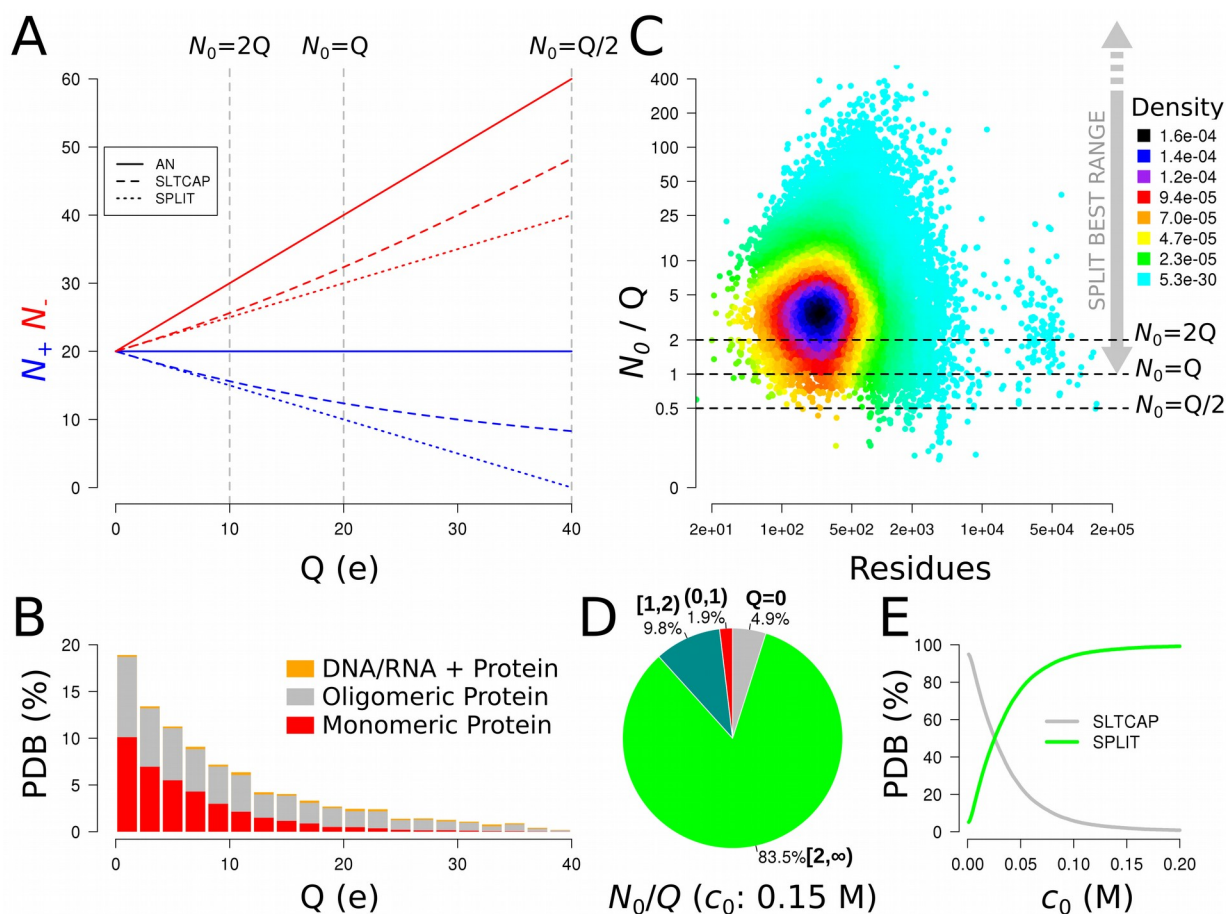 A
N₀=2Q
N₀=Q
N₀=Q/2
60
50
40
30
20
10
0
AN
SLTCAP
SPLIT
N₊ N₋
0
10
20
30
40
Q (e)
C
400
200
100
50
25
10
5
2
1
0.5
0
N₀ / Q
N₀=2Q
N₀=Q
N₀=Q/2
SPLIT BEST RANGE
Density
1.6e-04
1.4e-04
1.2e-04
9.4e-05
7.0e-05
4.7e-05
2.3e-05
5.3e-30
2e+01
1e+02
5e+02
2e+03
1e+04
5e+04
2e+05
Residues
B
PDB (%)
20
15
10
5
0
DNA/RNA + Protein
Oligomeric Protein
Monomeric Protein
0
10
20
30
40
Q (e)
D
[1,2)
9.8%
(0,1)
1.9%
Q=0
4.9%
83.5%[2,∞)
N₀/Q (c₀: 0.15 M)
E
PDB (%)
100
80
60
40
20
0
SLTCAP
SPLIT
0.00
0.05
0.10
0.15
0.20
c₀ (M)